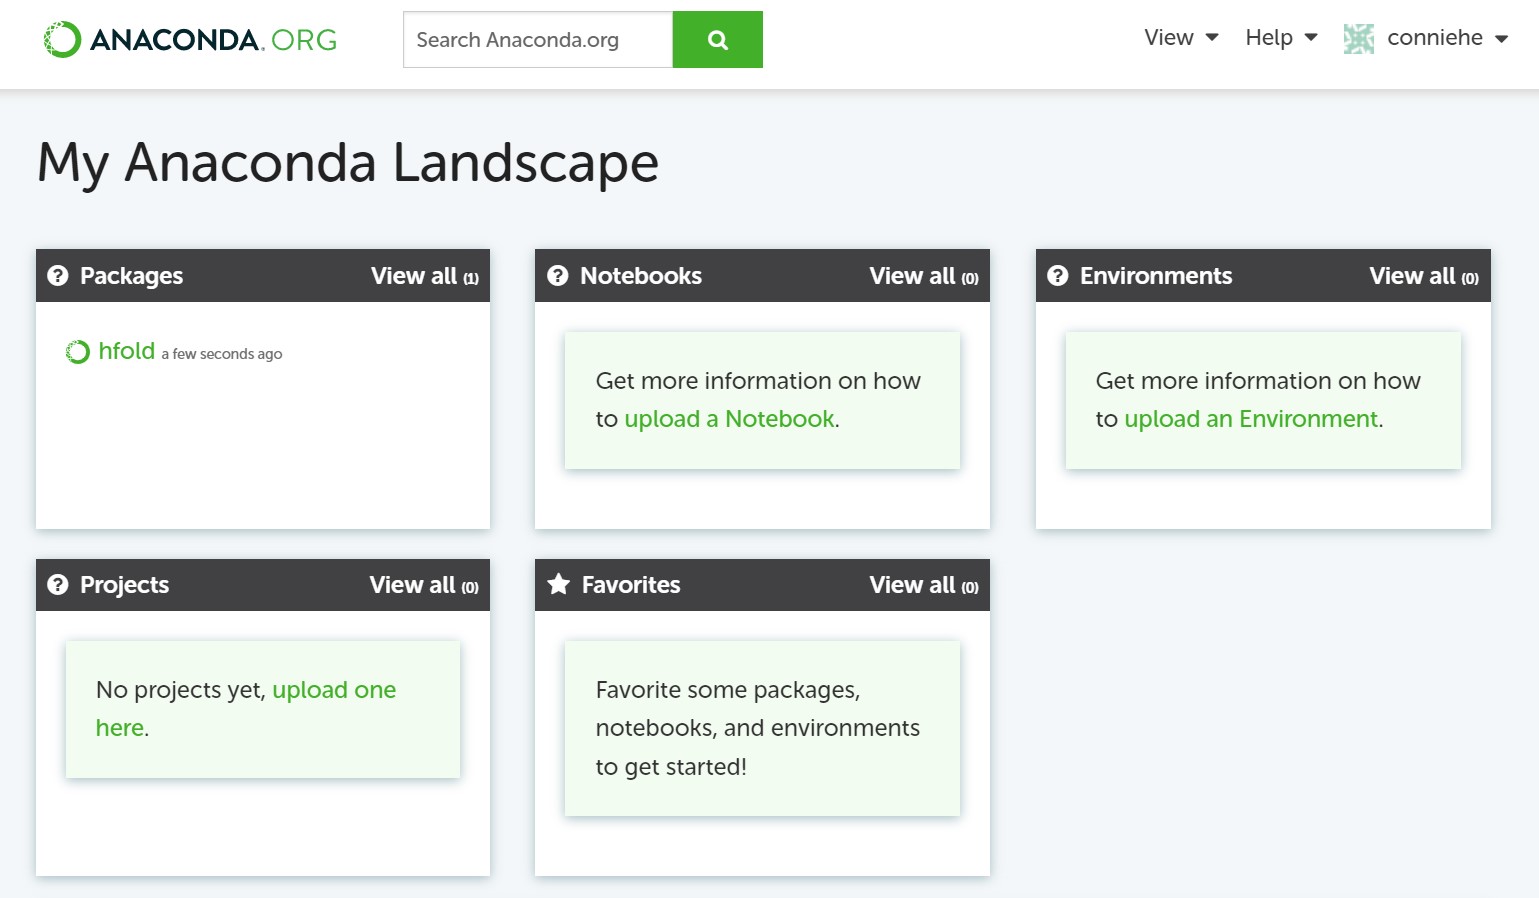 ANACONDA.ORG
Search Anaconda.org
View
Help
conniehe
My Anaconda Landscape
Packages
View all (1)
hfold a few seconds ago
Notebooks
View all (0)
Get more information on how
to upload a Notebook.
Environments
View all (0)
Get more information on how
to upload an Environment.
Projects
View all (0)
No projects yet, upload one
here.
Favorites
View all (0)
Favorite some packages,
notebooks, and environments
to get started!